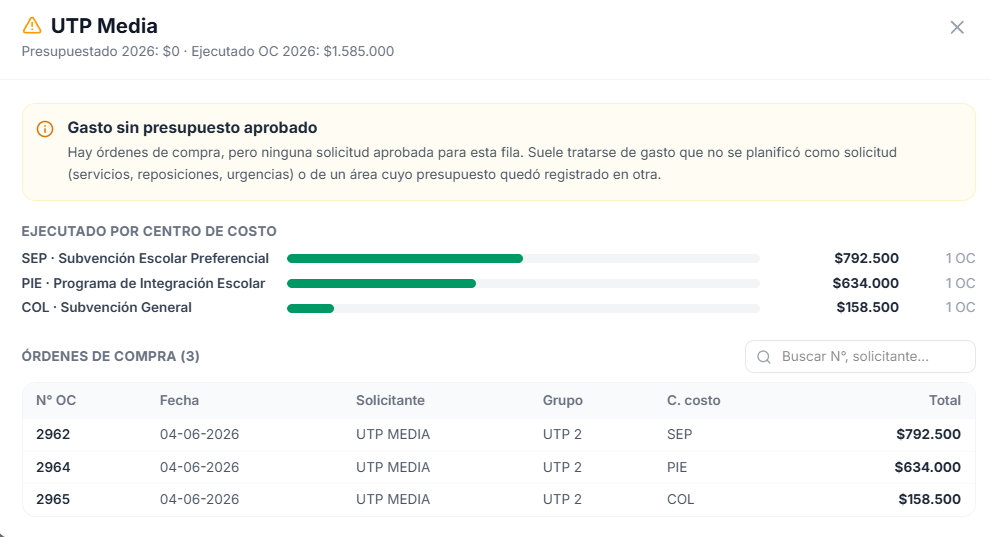 UTP Media
Presupuestado 2026: $0 · Ejecutado OC 2026: $1.585.000
Gasto sin presupuesto aprobado
Hay órdenes de compra, pero ninguna solicitud aprobada para esta fila. Suele tratarse de gasto que no se planificó como solicitud
(servicios, reposiciones, urgencias) o de un área cuyo presupuesto quedó registrado en otra.
EJECUTADO POR CENTRO DE COSTO
SEP · Subvención Escolar Preferencial $792.500 1 OC
PIE · Programa de Integración Escolar $634.000 1 OC
COL · Subvención General $158.500 1 OC
ÓRDENES DE COMPRA (3) Buscar N°, solicitante...
N° OC Fecha Solicitante Grupo C. costo Total
2962 04-06-2026 UTP MEDIA UTP 2 SEP $792.500
2964 04-06-2026 UTP MEDIA UTP 2 PIE $634.000
2965 04-06-2026 UTP MEDIA UTP 2 COL $158.500